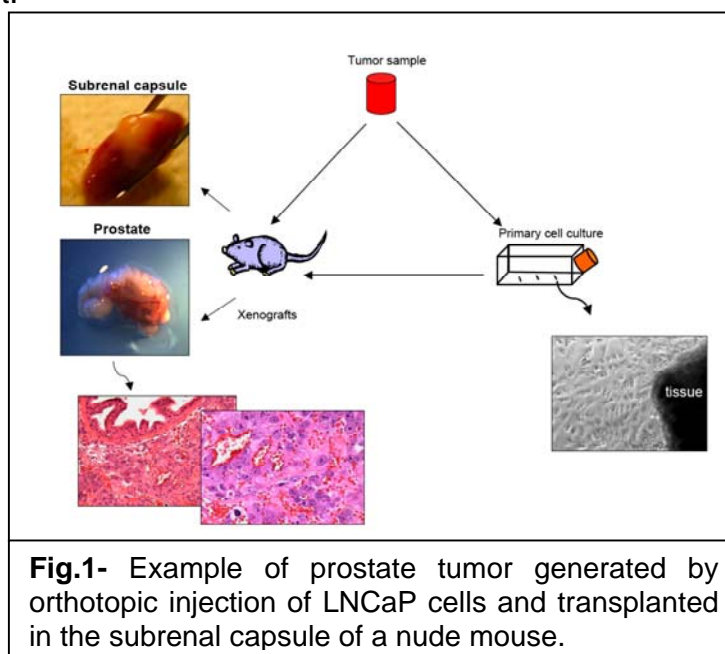 Tumor sample
Subrenal capsule
Prostate
Primary cell culture
Xenografts
tissue
Fig.1- Example of prostate tumor generated by
orthotopic injection of LNCaP cells and transplanted
in the subrenal capsule of a nude mouse.